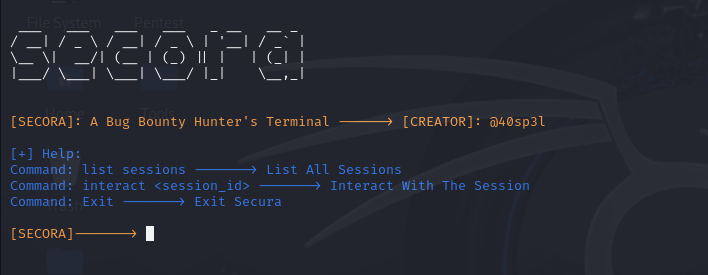 File System Pentest
secora
[SECORA]: A Bug Bounty Hunter's Terminal ------> [CREATOR]: @40sp3l
Home Tools
[+] Help:
Command: list sessions -------> List All Sessions
Command: interact <session_id> -------> Interact With The Session
Command: Exit -------> Exit Secura
Trash
[SECORA]------->